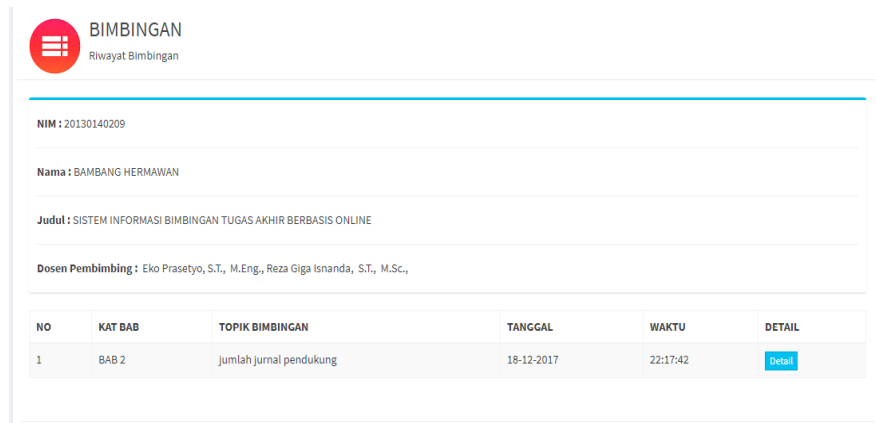 BIMBINGAN
Riwayat Bimbingan
NIM : 20130140209
Nama : BAMBANG HERMAWAN
Judul : SISTEM INFORMASI BIMBINGAN TUGAS AKHIR BERBASIS ONLINE
Dosen Pembimbing : Eko Prasetyo, S.T., M.Eng., Reza Giga Isnanda, S.T., M.Sc.,
NO KAT BAB TOPIK BIMBINGAN TANGGAL WAKTU DETAIL
1 BAB 2 jumlah jurnal pendukung 18-12-2017 22:17:42 Detail